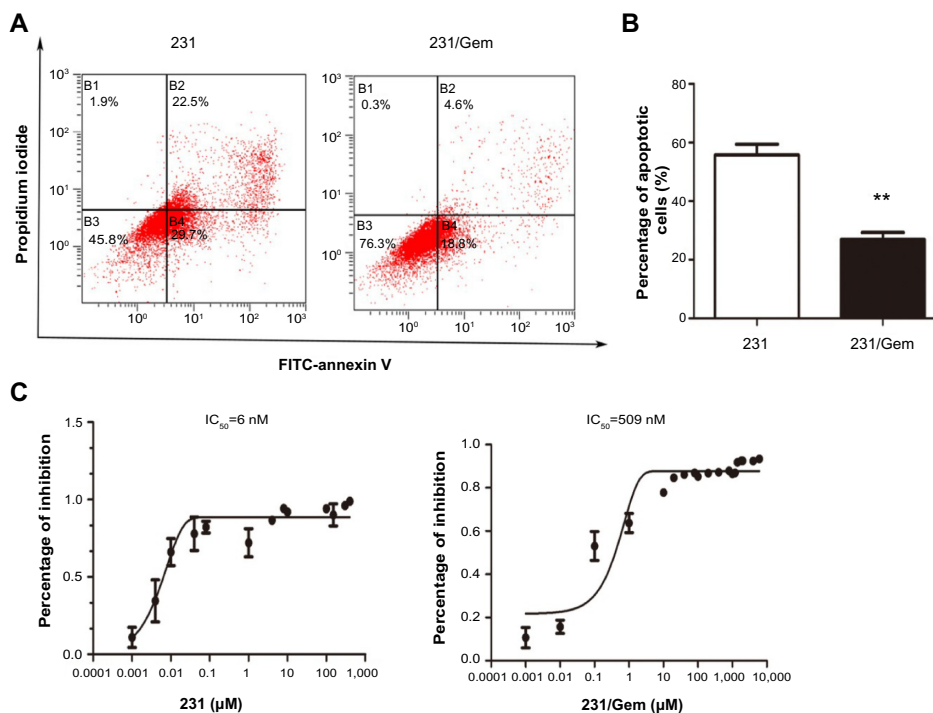 A
231
231/Gem
Propidium iodide
10³
10²
10¹
10⁰
B1
1.9%
B2
22.5%
B3
45.8%
B4
29.7%
10⁰
10¹
10²
10³
10³
10²
10¹
10⁰
B1
0.3%
B2
4.6%
B3
76.3%
B4
18.8%
10⁰
10¹
10²
10³
FITC-annexin V
B
Percentage of apoptotic
cells (%)
80
60
40
20
0
**
231
231/Gem
C
IC₅₀=6 nM
Percentage of inhibition
1.5
1.0
0.5
0.0
0.0001 0.001 0.01 0.1 1 10 100 1,000
231 (µM)
IC₅₀=509 nM
Percentage of inhibition
1.0
0.8
0.6
0.4
0.2
0.0
0.0001 0.001 0.01 0.1 1 10 100 1,000 10,000
231/Gem (µM)